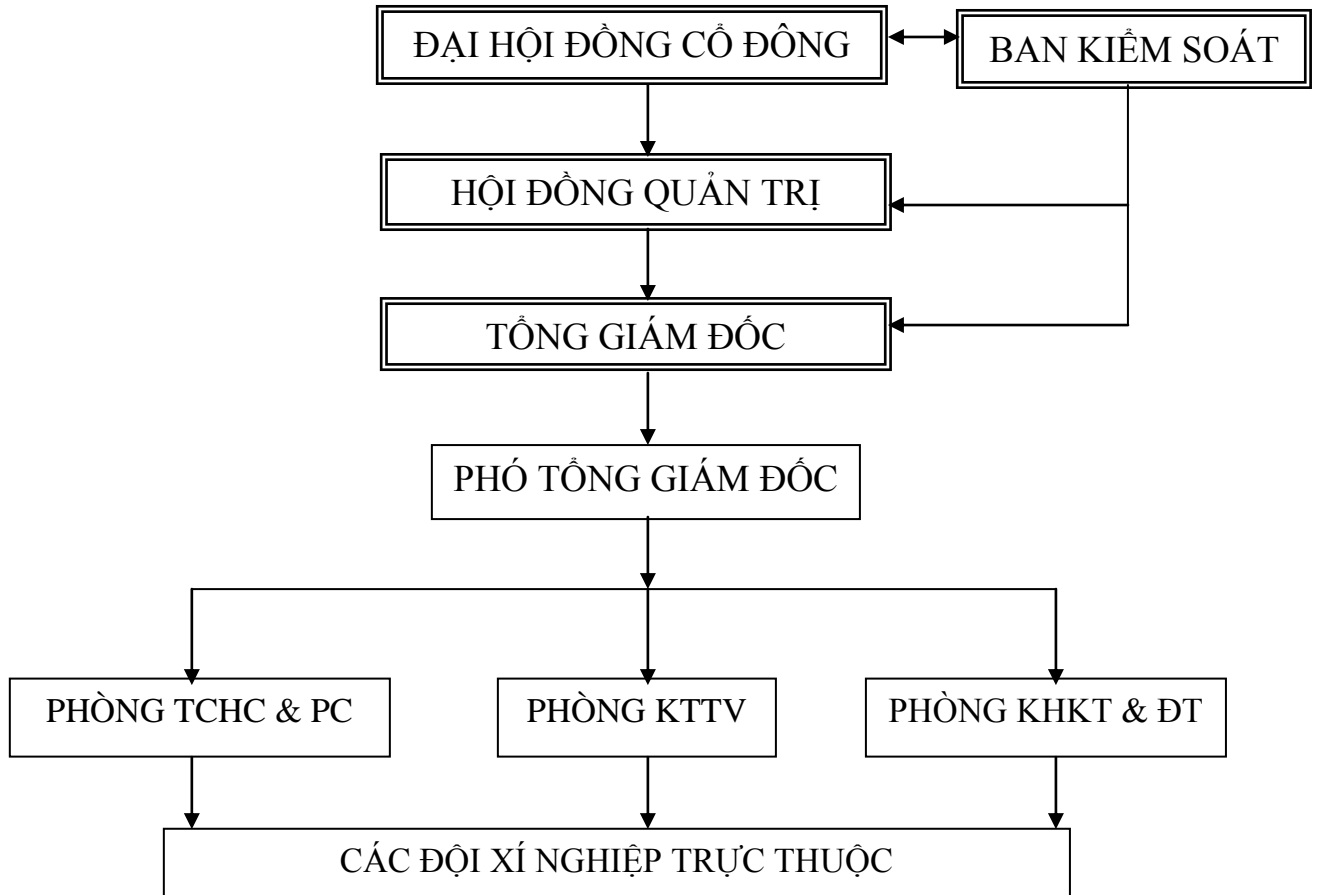 ĐẠI HỘI ĐỒNG CỔ ĐÔNG
BAN KIỂM SOÁT
HỘI ĐỒNG QUẢN TRỊ
TỔNG GIÁM ĐỐC
PHÓ TỔNG GIÁM ĐỐC
PHÒNG TCHC & PC
PHÒNG KTTV
PHÒNG KHKT & ĐT
CÁC ĐỘI XÍ NGHIỆP TRỰC THUỘC